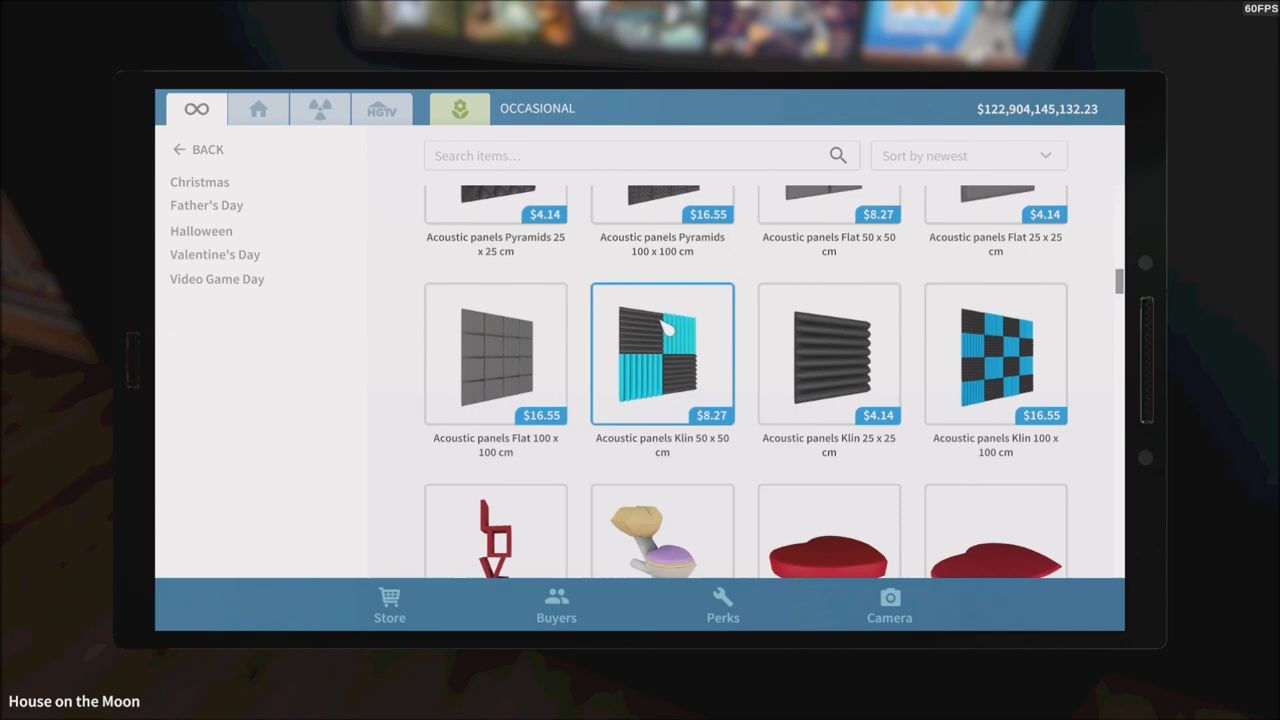 60FPS
HGTV
OCCASIONAL
$122,904,145,132.23
BACK
Search items...
Sort by newest
Christmas
Father's Day
Halloween
Valentine's Day
Video Game Day
$4.14
$16.55
$8.27
$4.14
Acoustic panels Pyramids 25
x 25 cm
Acoustic panels Pyramids
100 x 100 cm
Acoustic panels Flat 50 x 50
cm
Acoustic panels Flat 25 x 25
cm
$16.55
$8.27
$4.14
$16.55
Acoustic panels Flat 100 x
100 cm
Acoustic panels Klin 50 x 50
cm
Acoustic panels Klin 25 x 25
cm
Acoustic panels Klin 100 x
100 cm
Store
Buyers
Perks
Camera
House on the Moon